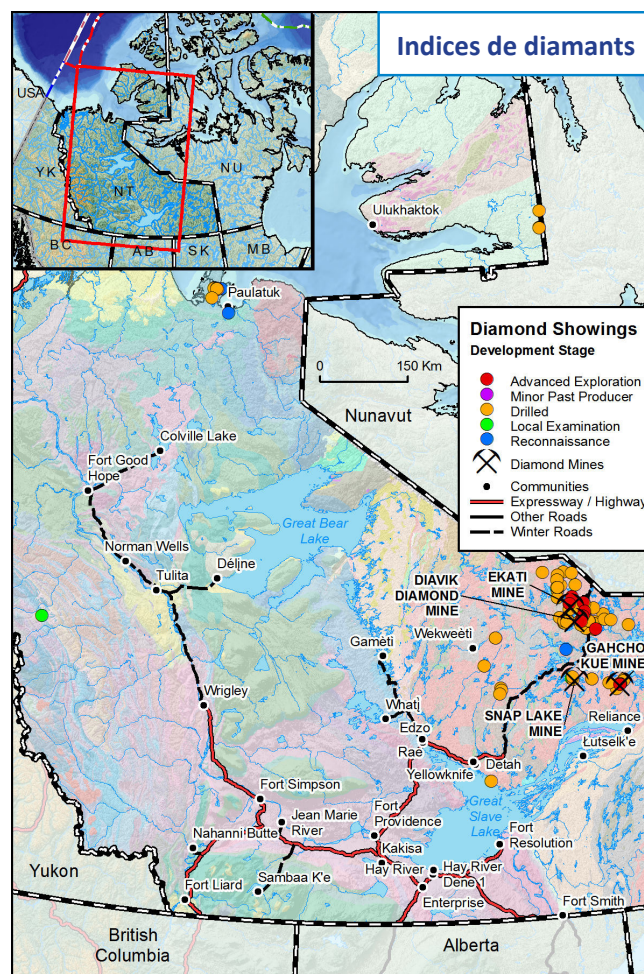 Indices de diamants
USA
YK
NT
NU
BC
AB
SK
MB
Ulukhaktok
Paulatuk
0 150 Km
Nunavut
Diamond Showings
Development Stage
Advanced Exploration
Minor Past Producer
Drilled
Local Examination
Reconnaissance
Diamond Mines
Communities
Expressway / Highway
Other Roads
Winter Roads
Colville Lake
Fort Good
Hope
Great Bear
Lake
Norman Wells
Tulita
Délįne
DIAVIK
DIAMOND
MINE
EKATI
MINE
Gamètì
Wekweètì
GAHCHO
KUE MINE
Wrigley
Whatì
SNAP LAKE
MINE
Edzo
Raè
Reliance
Łutselk'e
Yellowknife
Detah
Fort Simpson
Great
Slave
Lake
Jean Marie
River
Fort
Providence
Fort
Resolution
Nahanni Butte
Kakisa
Hay River
Hay River
Dene 1
Yukon
Sambaa K'e
Fort Liard
Enterprise
Fort Smith
British
Columbia
Alberta